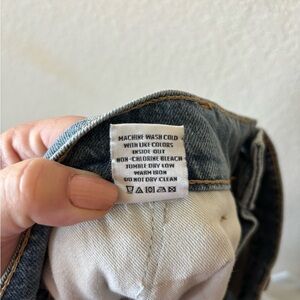 MACHINE WASH COLD
WITH LIKE COLORS
INSIDE-OUT
NON-CHLORINE BLEACH
TUMBLE DRY LOW
WARM IRON
DO NOT DRY CLEAN